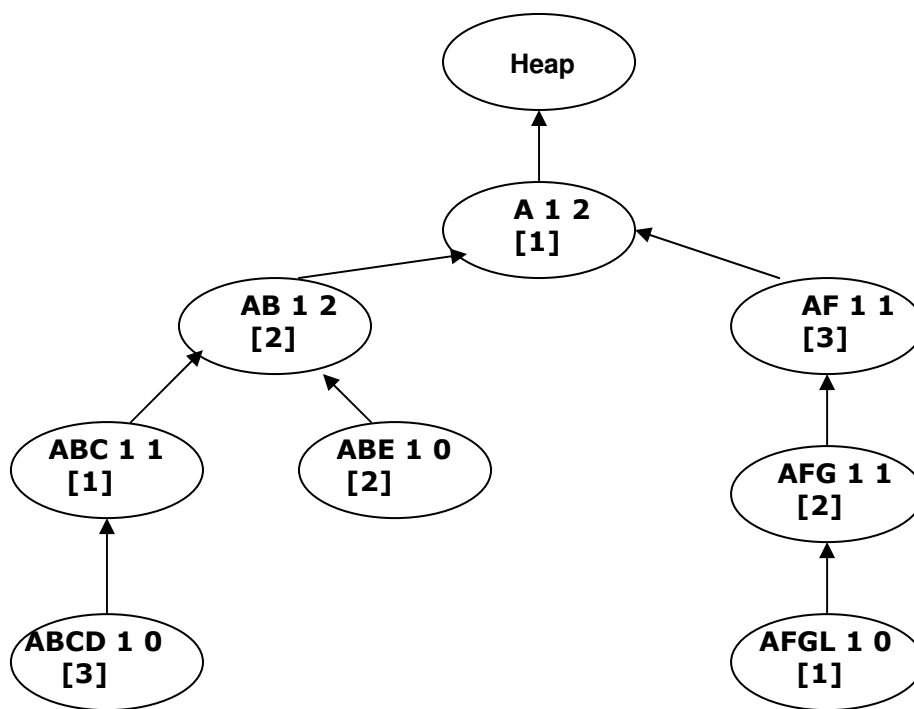 Heap
A 1 2
[1]
AB 1 2
[2]
AF 1 1
[3]
ABC 1 1
[1]
ABE 1 0
[2]
AFG 1 1
[2]
ABCD 1 0
[3]
AFGL 1 0
[1]